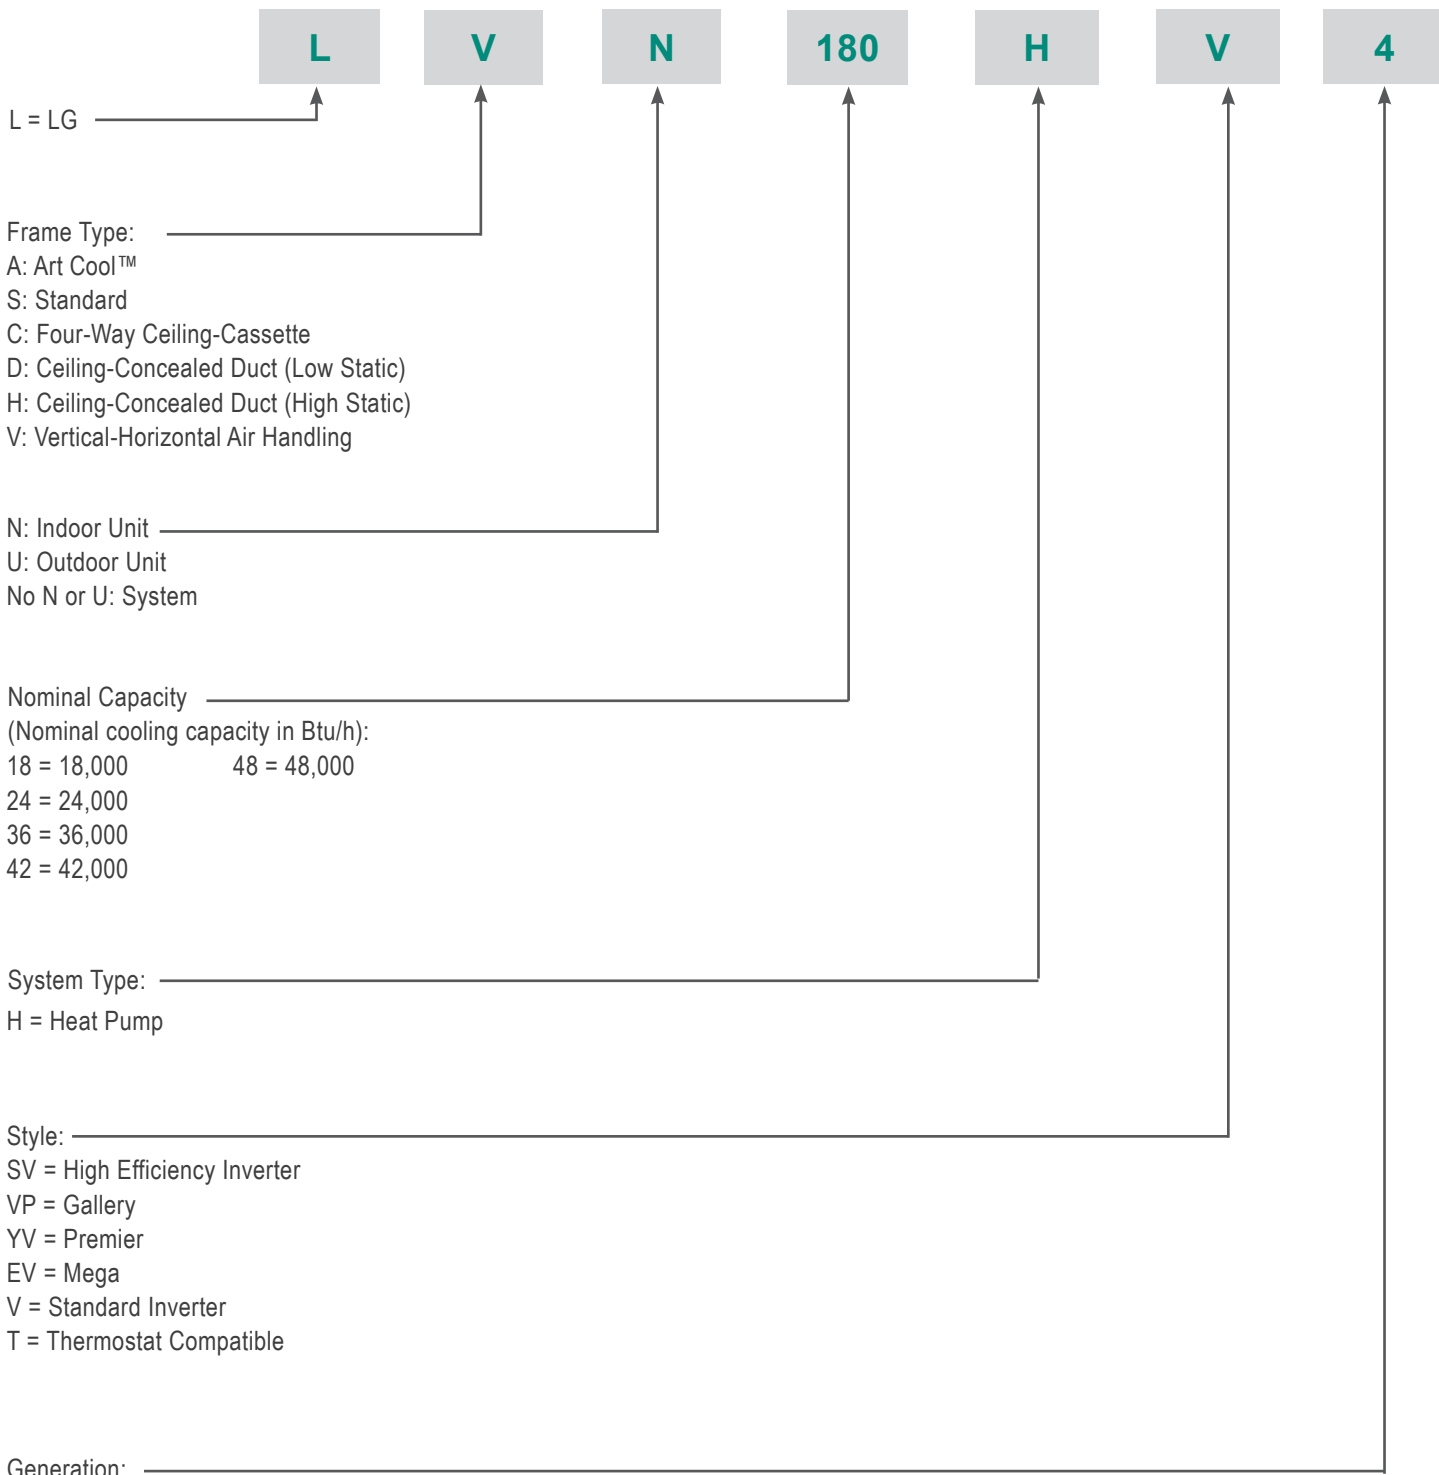 L V N 180 H V 4
L = LG
Frame Type:
A: Art Cool™
S: Standard
C: Four-Way Ceiling-Cassette
D: Ceiling-Concealed Duct (Low Static)
H: Ceiling-Concealed Duct (High Static)
V: Vertical-Horizontal Air Handling
N: Indoor Unit
U: Outdoor Unit
No N or U: System
Nominal Capacity
(Nominal cooling capacity in Btu/h):
18 = 18,000 48 = 48,000
24 = 24,000
36 = 36,000
42 = 42,000
System Type:
H = Heat Pump
Style:
SV = High Efficiency Inverter
VP = Gallery
YV = Premier
EV = Mega
V = Standard Inverter
T = Thermostat Compatible
Generation: